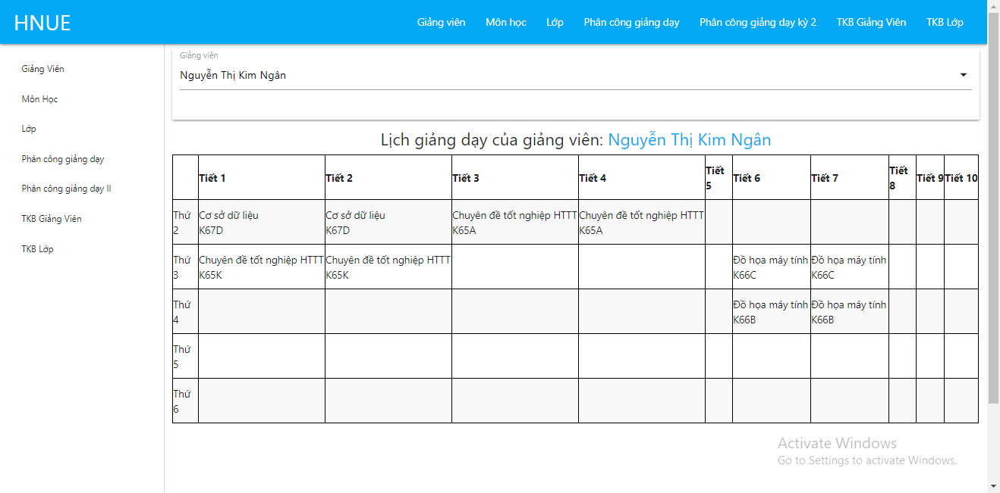 HNUE
Giảng viên Môn học Lớp Phân công giảng dạy Phân công giảng dạy kỳ 2 TKB Giảng Viên TKB Lớp
Giảng Viên
Môn Học
Lớp
Phân công giảng dạy
Phân công giảng dạy II
TKB Giảng Viên
TKB Lớp
Giảng viên
Nguyễn Thị Kim Ngân
Lịch giảng dạy của giảng viên: Nguyễn Thị Kim Ngân
Tiết 1 Tiết 2 Tiết 3 Tiết 4 Tiết 5 Tiết 6 Tiết 7 Tiết 8 Tiết 9 Tiết 10
Thứ Cơ sở dữ liệu Cơ sở dữ liệu Chuyên đề tốt nghiệp HTTT Chuyên đề tốt nghiệp HTTT
2 K67D K67D K65A K65A
Thứ Chuyên đề tốt nghiệp HTTT Chuyên đề tốt nghiệp HTTT Đồ họa máy tính Đồ họa máy tính
3 K65K K65K K66C K66C
Thứ Đồ họa máy tính Đồ họa máy tính
4 K66B K66B
Thứ
5
Thứ
6
Activate Windows
Go to Settings to activate Windows.